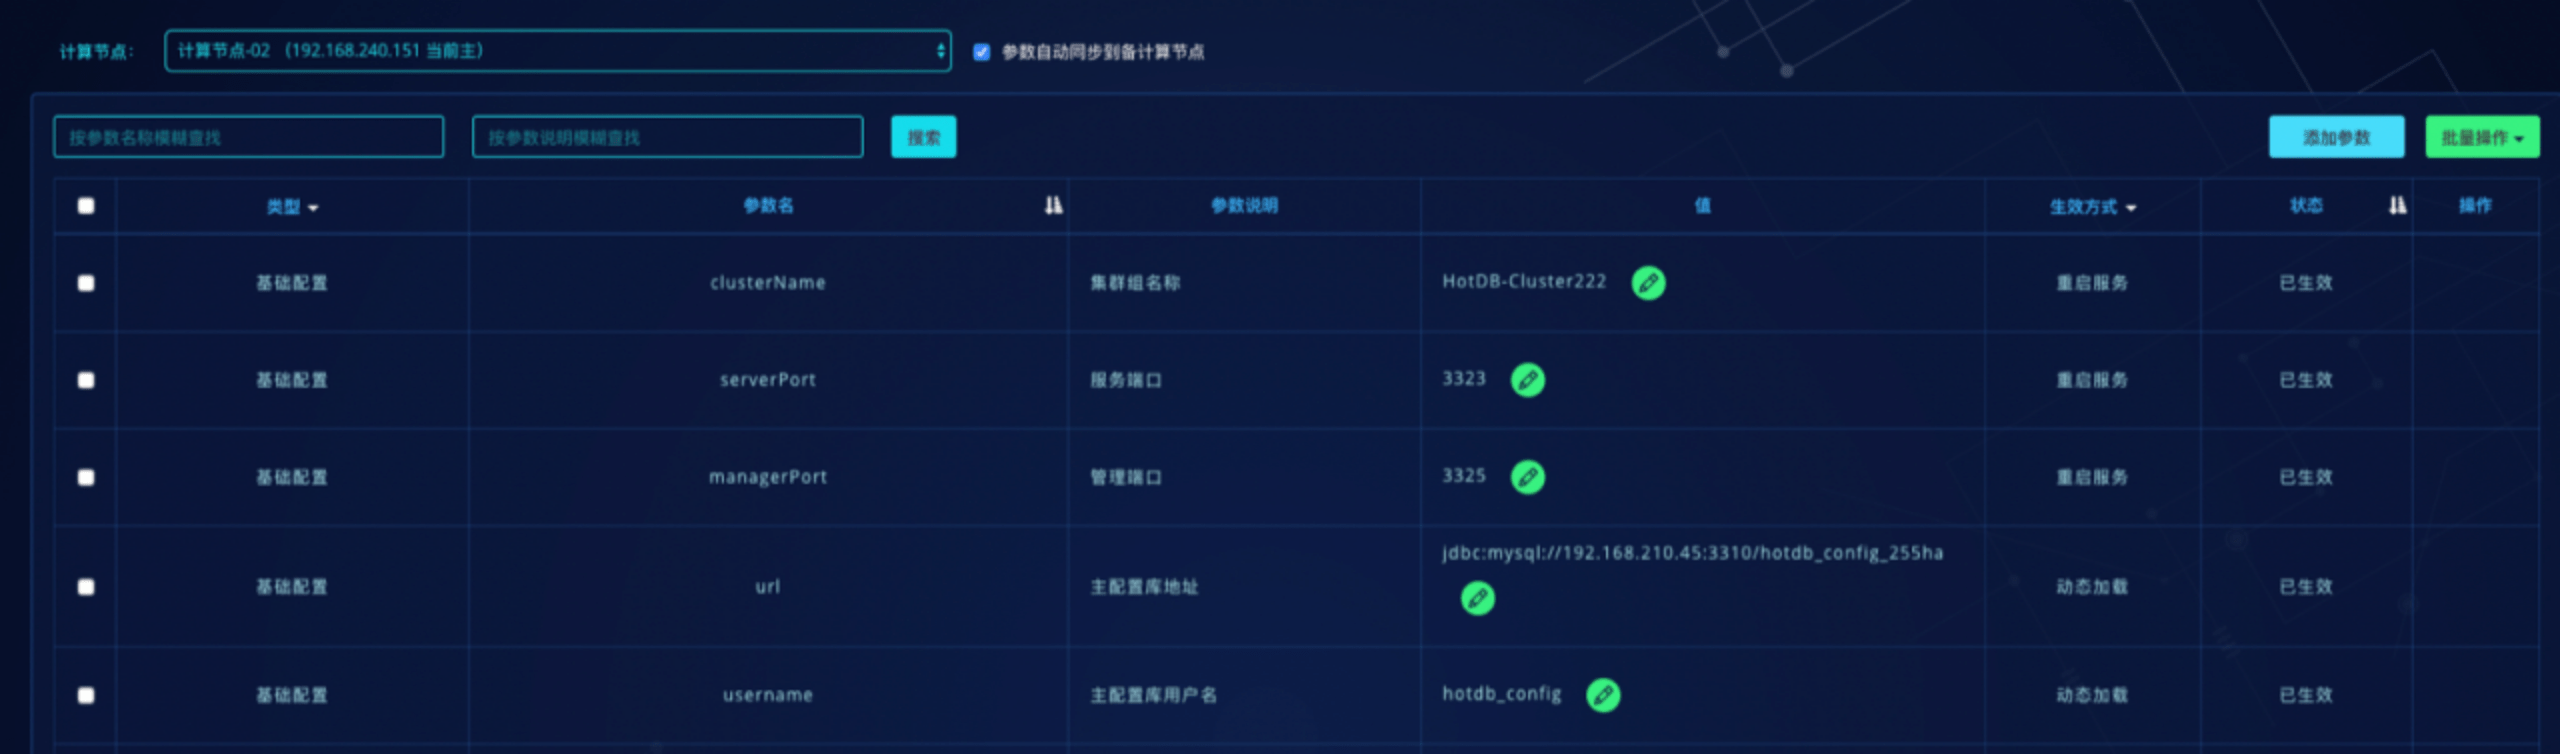 计算节点： 计算节点-02 （192.168.240.151 当前主） 参数自动同步到备计算节点
按参数名称模糊查找 按参数说明模糊查找 搜索 添加参数 批量操作
类型 参数名 参数说明 值 生效方式 状态 操作
基础配置 clusterName 集群组名称 HotDB-Cluster222 重启服务 已生效
基础配置 serverPort 服务端口 3323 重启服务 已生效
基础配置 managerPort 管理端口 3325 重启服务 已生效
基础配置 url 主配置库地址 jdbc:mysql://192.168.210.45:3310/hotdb_config_255ha 动态加载 已生效
基础配置 username 主配置库用户名 hotdb_config 动态加载 已生效